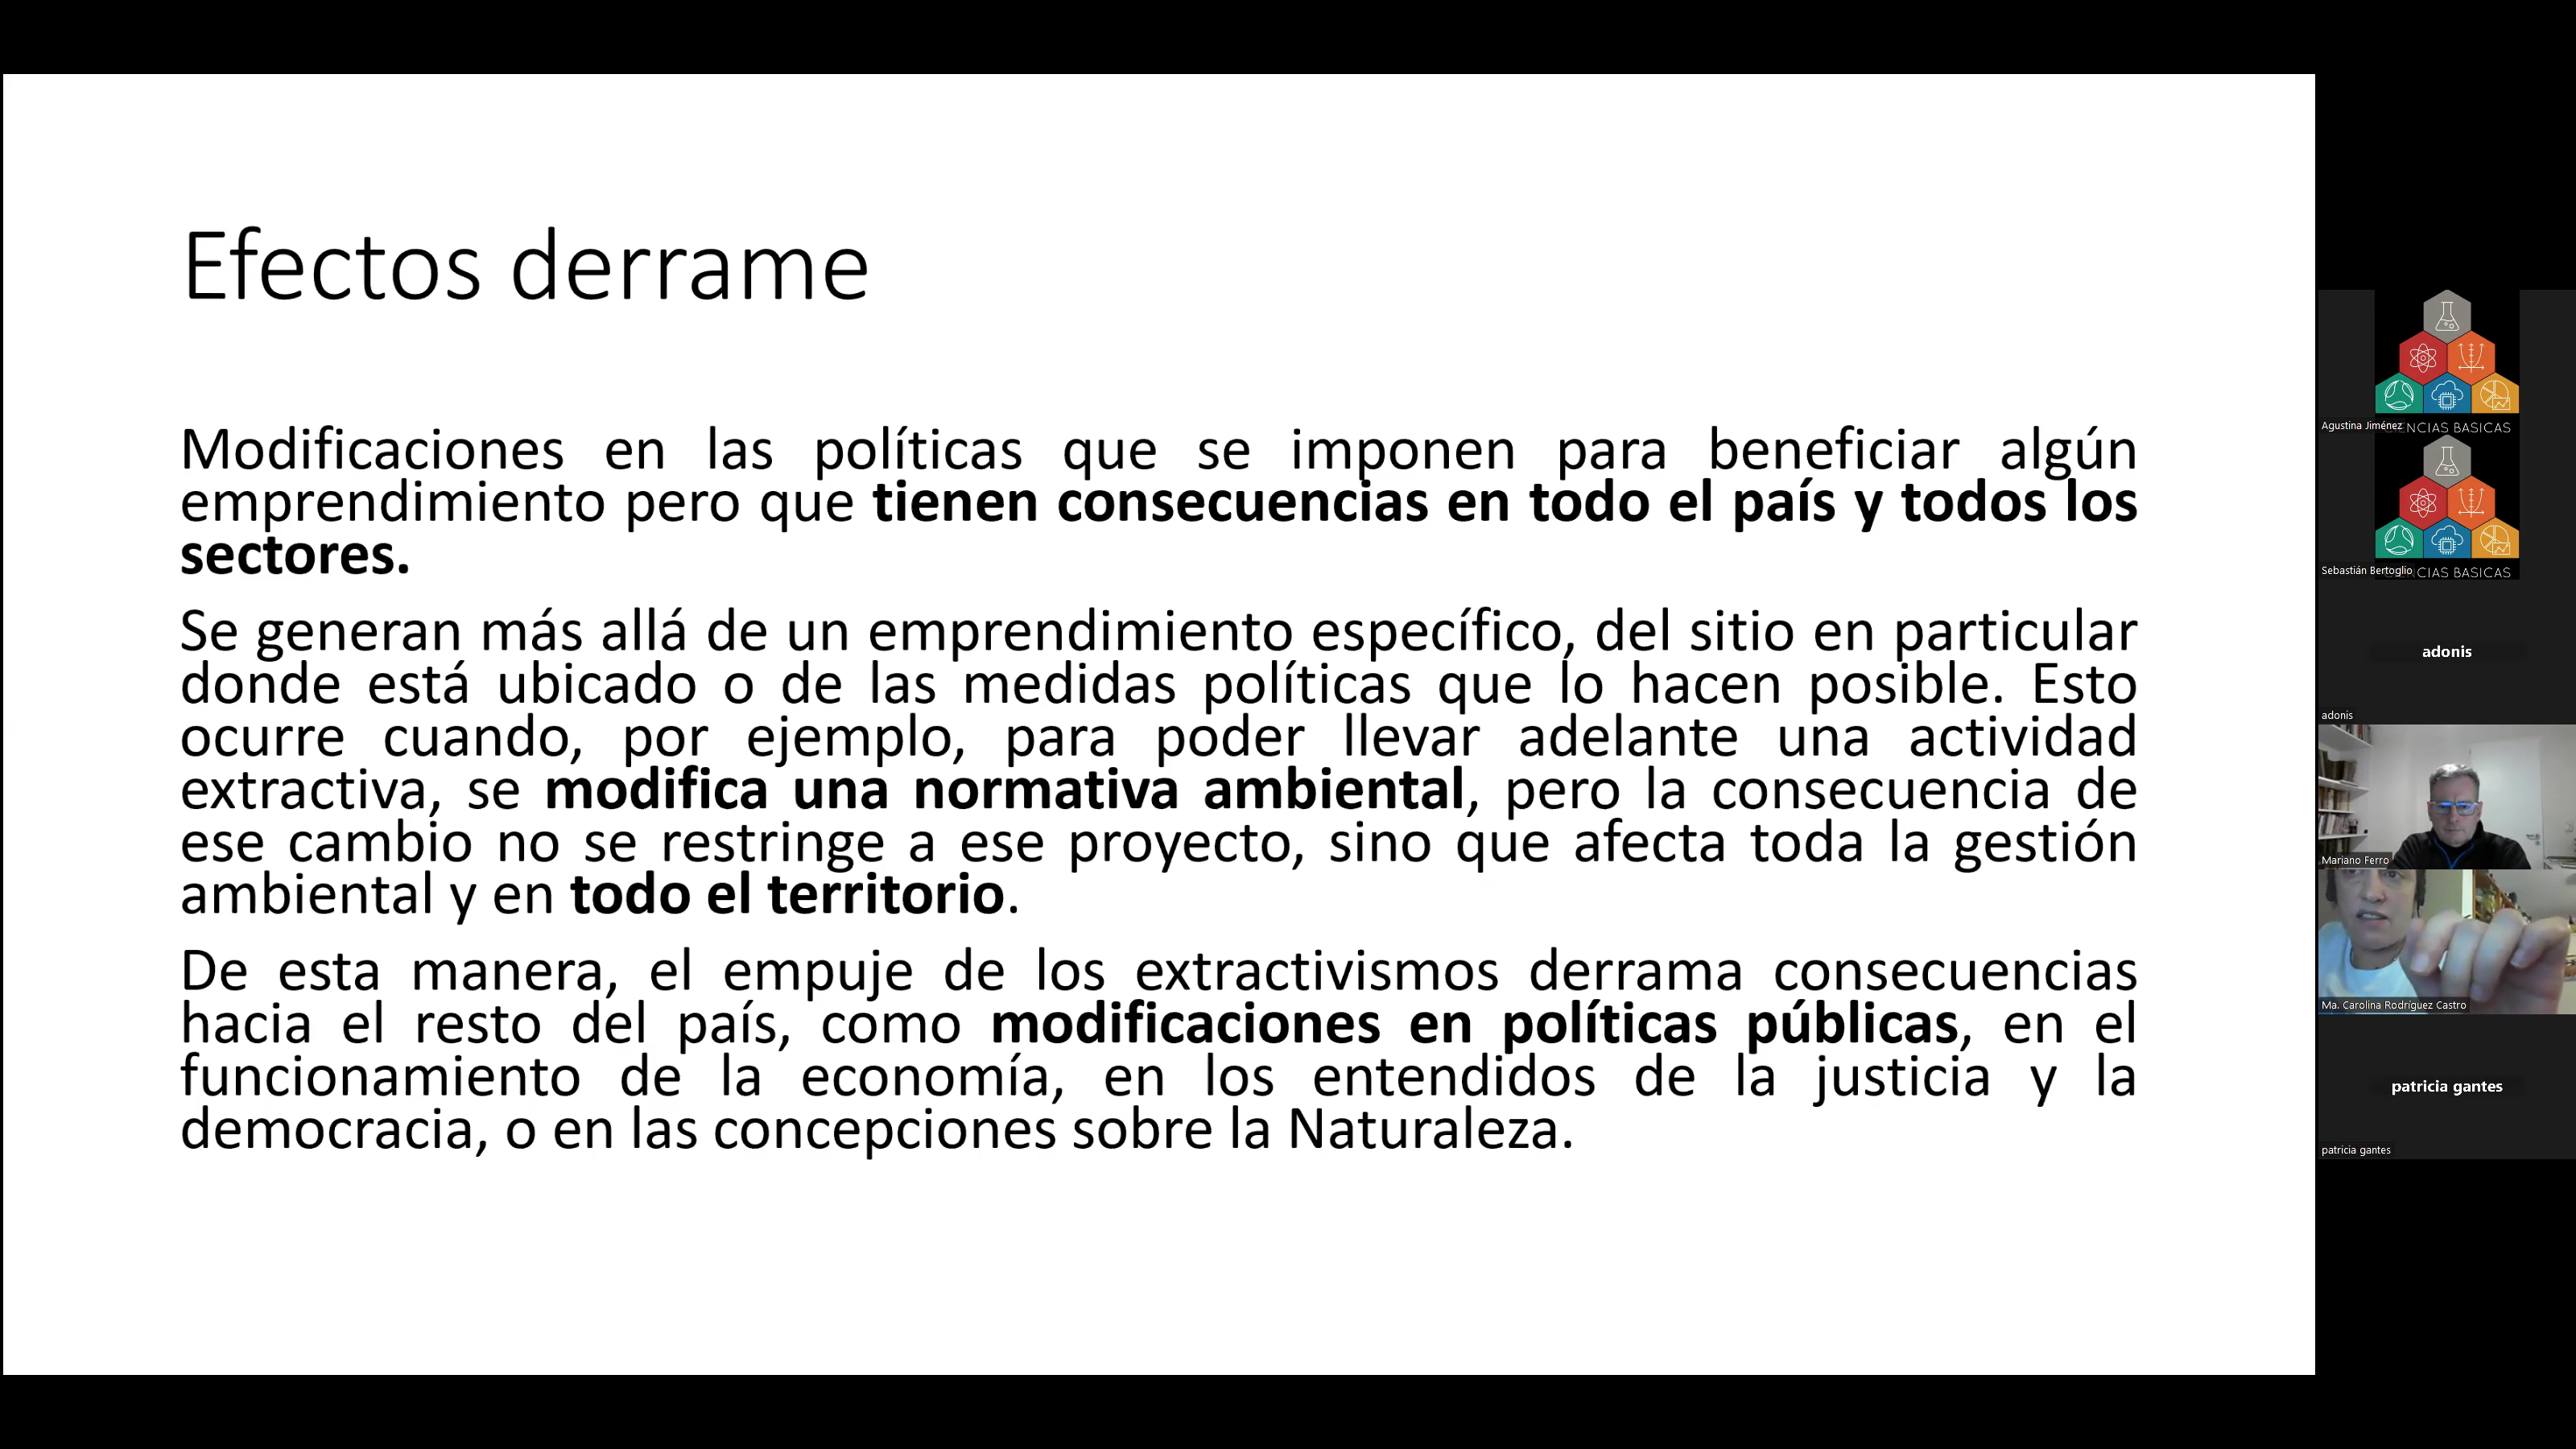 Efectos derrame
Modificaciones en las políticas que se imponen para beneficiar algún
emprendimiento pero que tienen consecuencias en todo el país y todos los
sectores.
Se generan más allá de un emprendimiento específico, del sitio en particular
donde está ubicado o de las medidas políticas que lo hacen posible. Esto
ocurre cuando, por ejemplo, para poder llevar adelante una actividad
extractiva, se modifica una normativa ambiental, pero la consecuencia de
ese cambio no se restringe a ese proyecto, sino que afecta toda la gestión
ambiental y en todo el territorio.
De esta manera, el empuje de los extractivismos derrama consecuencias
hacia el resto del país, como modificaciones en políticas públicas, en el
funcionamiento de la economía, en los entendidos de la justicia y la
democracia, o en las concepciones sobre la Naturaleza.
Agustina Jiménez
NCIAS BASICAS
Sebastián Bertoglio
CIAS BASICAS
adonis
adonis
Mariano Ferro
Ma. Carolina Rodríguez Castro
patricia gantes
patricia gantes